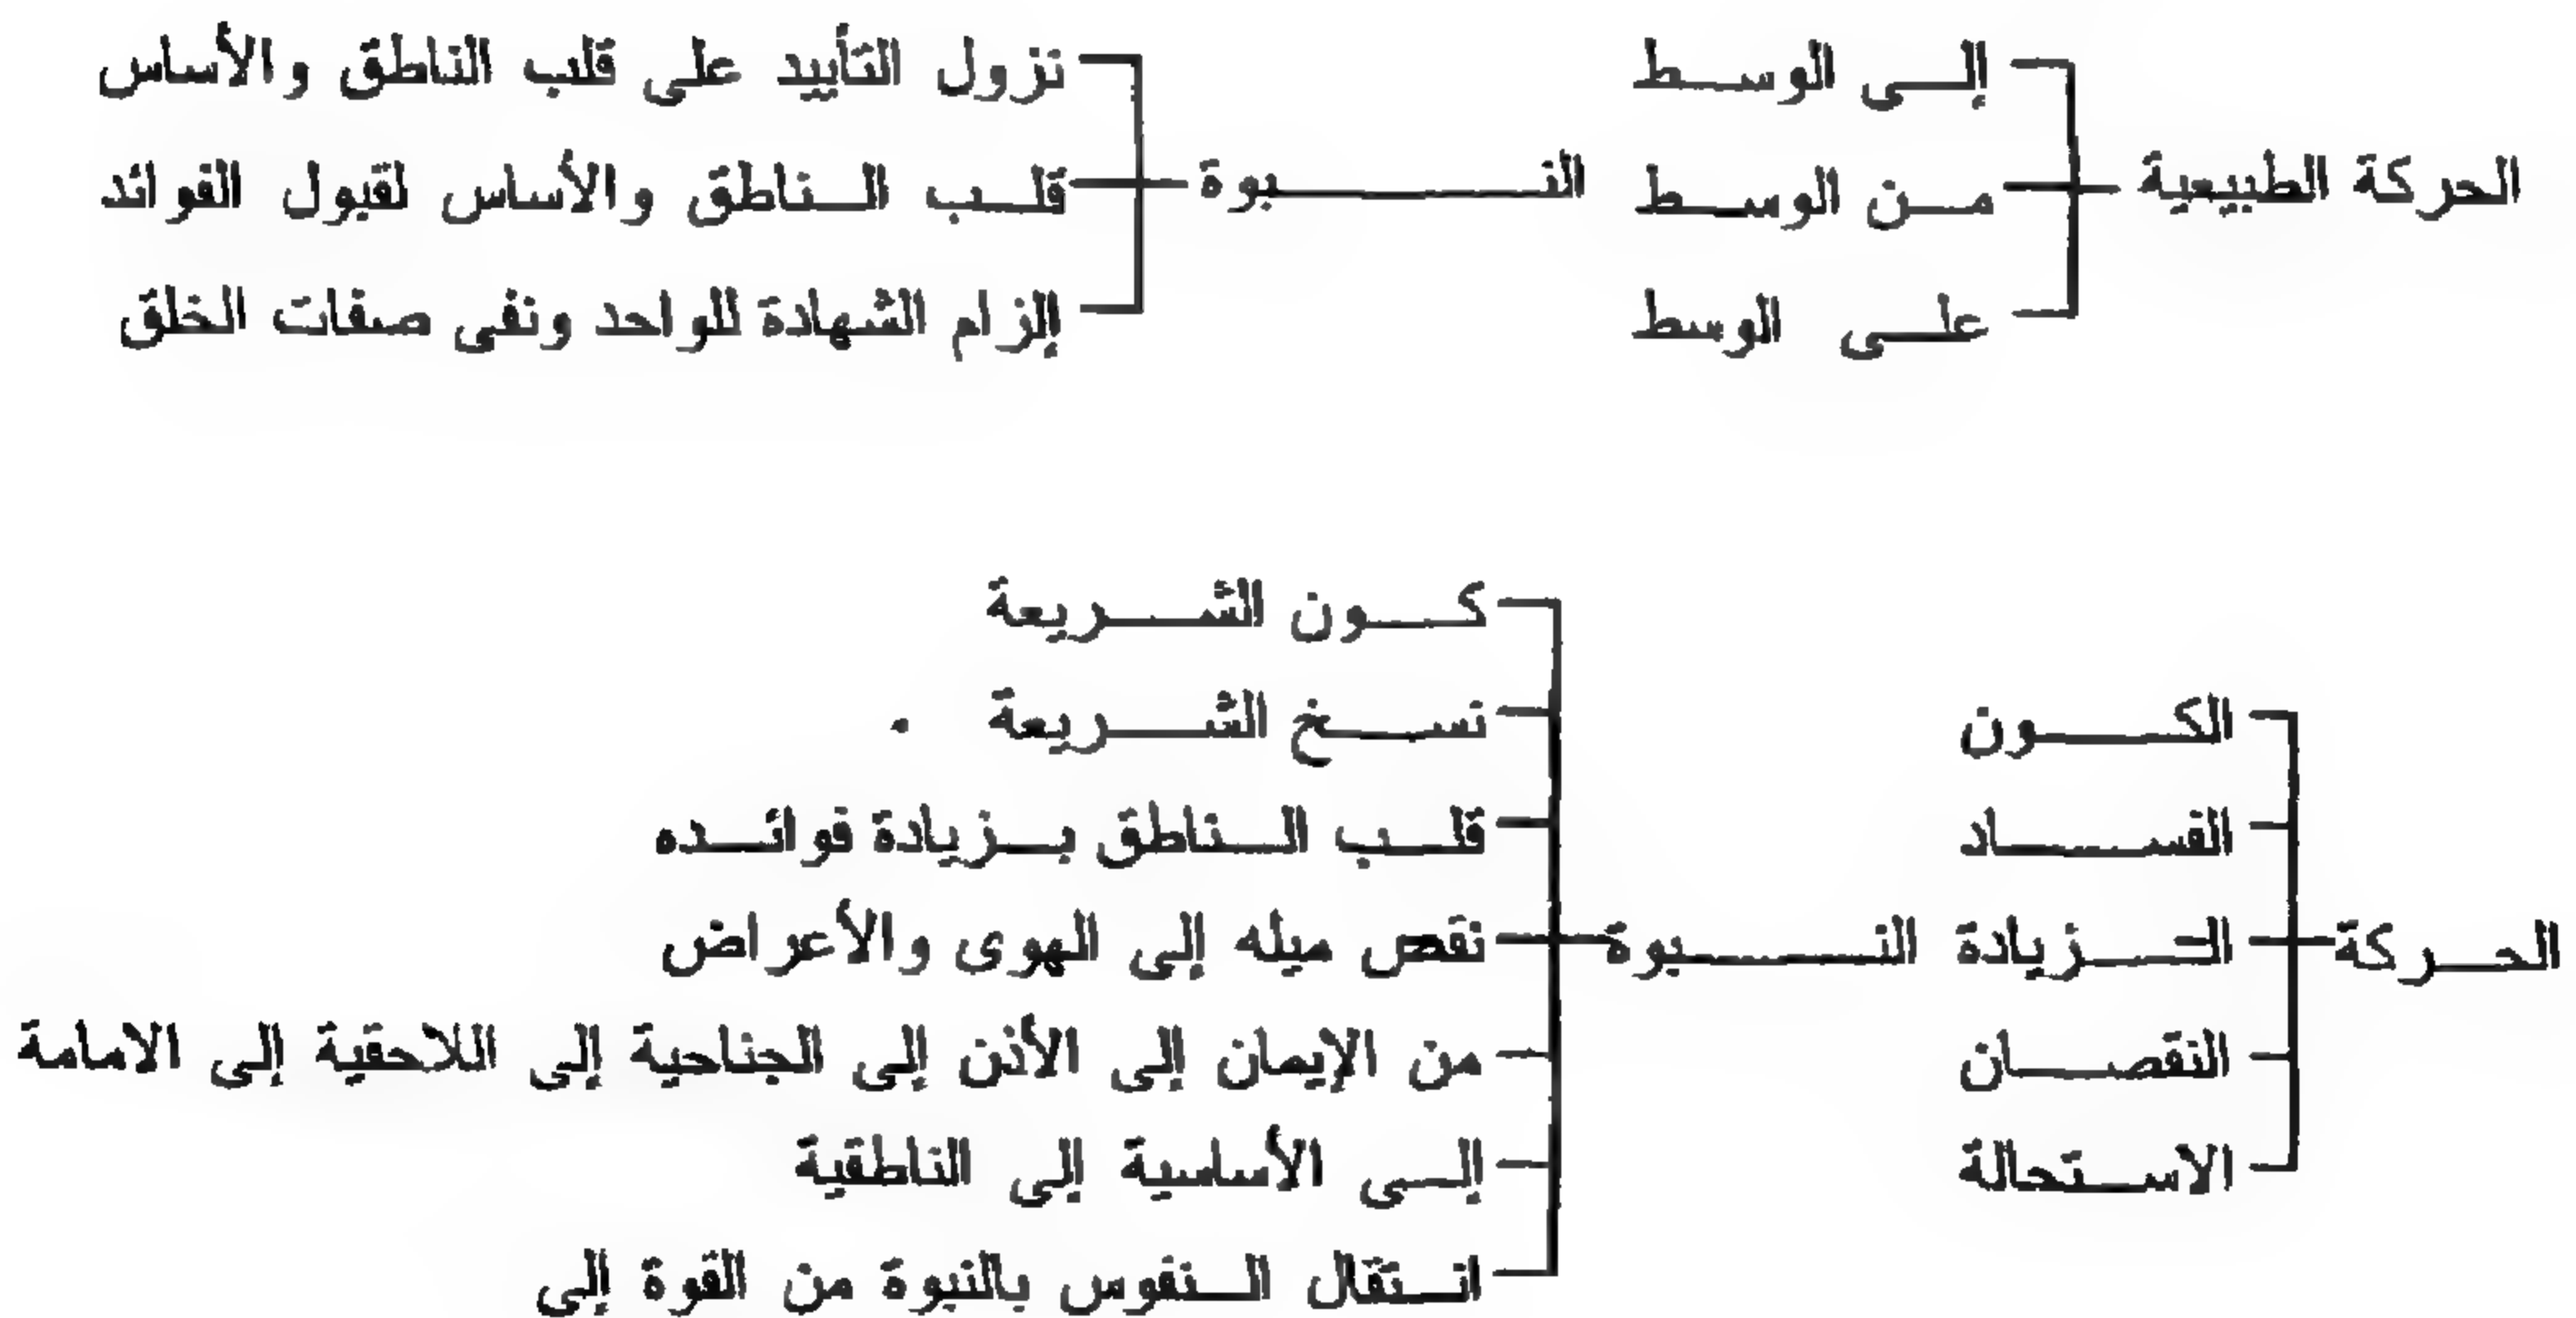 الحركة الطبيعية
إلى الوسط
من الوسط
على الوسط
النبوة
نزول التأييد على قلب الناطق والأساس
قلب الناطق والأساس لقبول الفوائد
إلزام الشهادة للواحد ونفى صفات الخلق
الحركة
الكون
الفساد
الزيادة
النقصان
الاستحالة
النبوة
كون الشريعة
نسخ الشريعة .
قلب الناطق بزيادة فوائده
نقص ميله إلى الهوى والأعراض
من الإيمان إلى الأذن إلى الجناحية إلى اللاحقية إلى الامامة
إلى الأساسية إلى الناطقية
انتقال النفوس بالنبوة من القوة إلى